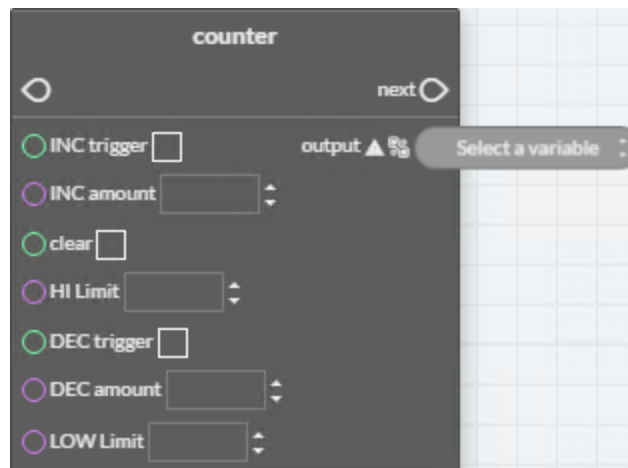 counter
next
INC trigger
output
Select a variable
INC amount
clear
HI Limit
DEC trigger
DEC amount
LOW Limit